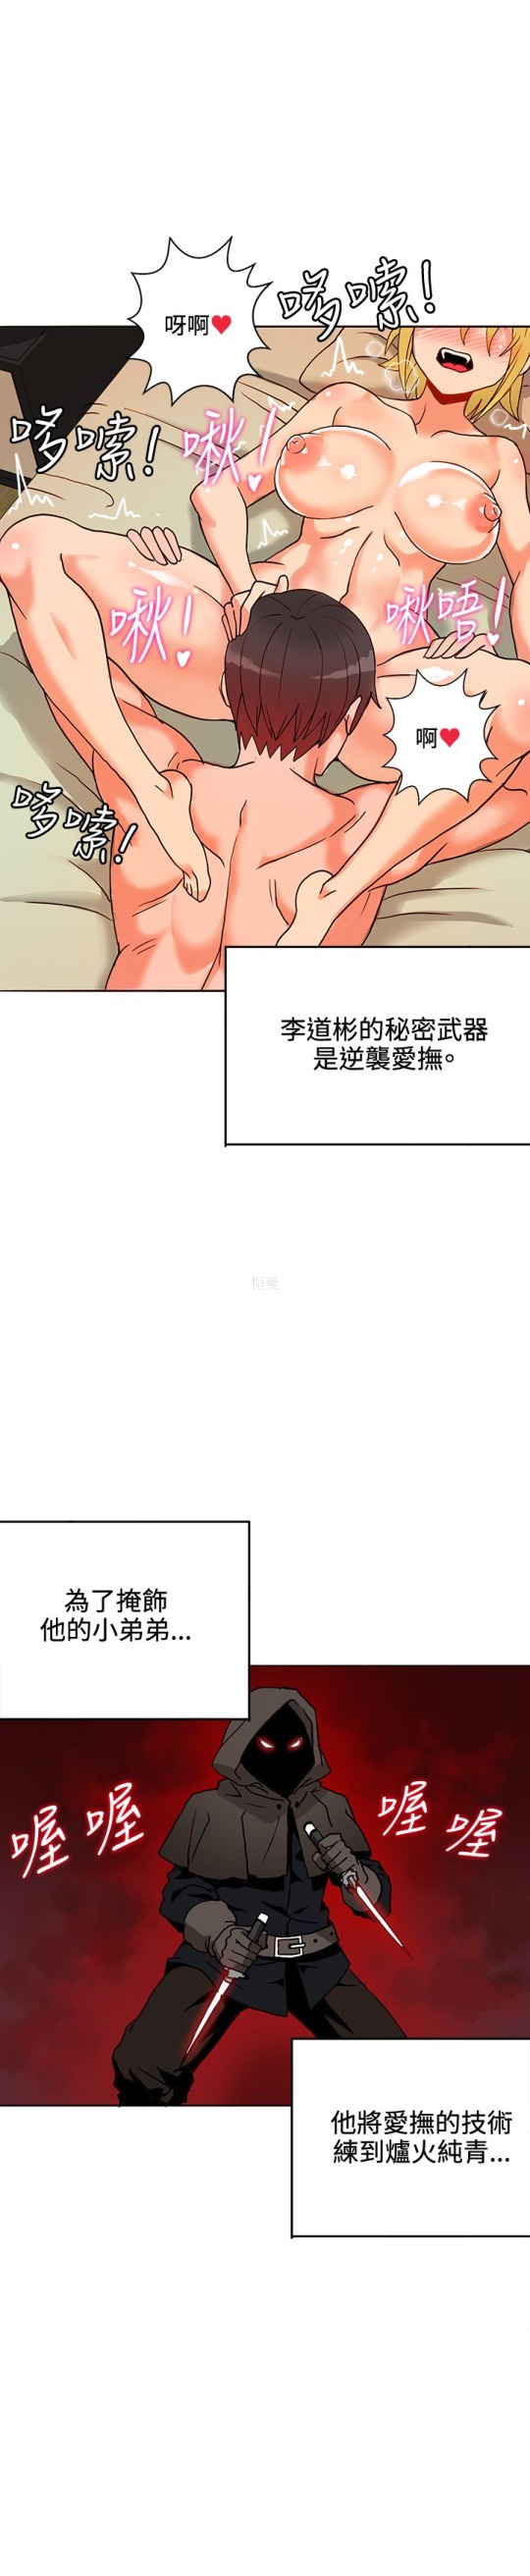 哆嗦!
呀啊♥
哆嗦!
啾!
啾!
啾唔!
啊♥
哆嗦!
李道彬的秘密武器
是逆襲愛撫。
栀爱
為了掩飾
他的小弟弟...
喔喔
喔喔
他將愛撫的技術
練到爐火純青...